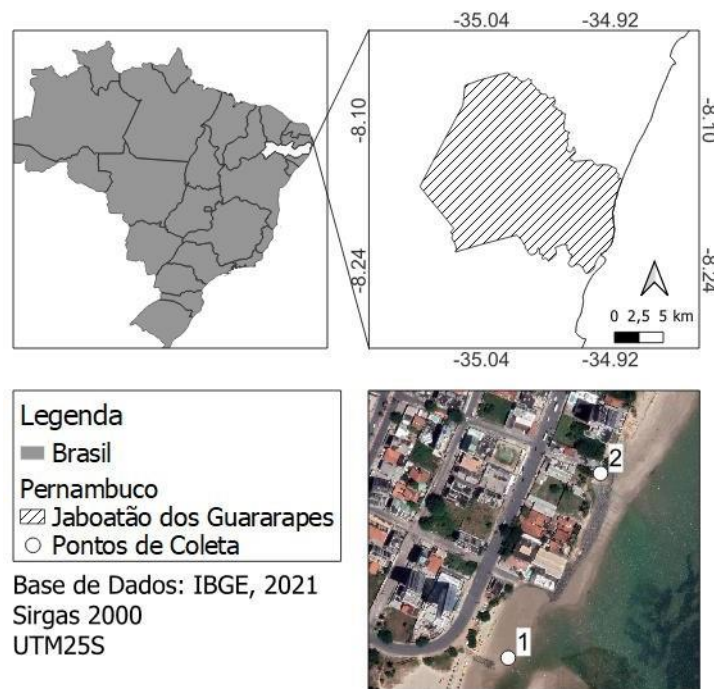 -35.04 -34.92
-8.10 -8.10
-8.24 -8.24
0 2,5 5 km
-35.04 -34.92
Legenda
Brasil
Pernambuco
Jaboatão dos Guararapes
Pontos de Coleta
Base de Dados: IBGE, 2021
Sirgas 2000
UTM25S
2
1